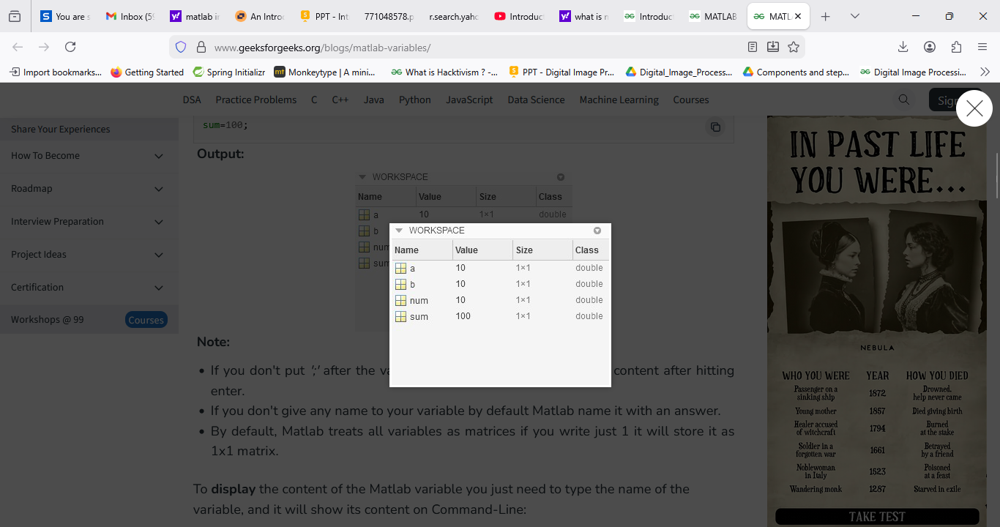 You are s
Inbox (59
matlab in
An Introd
PPT - Int
771048578.p
r.search.yaho
Introduc
what is m
Introduc
MATLAB
MATL
www.geeksforgeeks.org/blogs/matlab-variables/
Import bookmarks...
Getting Started
Spring Initializr
Monkeytype | A mini...
What is Hacktivism ? -...
PPT - Digital Image Pr...
Digital_Image_Process...
Components and step...
Digital Image Processi...
DSA
Practice Problems
C
C++
Java
Python
JavaScript
Data Science
Machine Learning
Courses
Sign
Share Your Experiences
How To Become
Roadmap
Interview Preparation
Project Ideas
Certification
Workshops @ 99
Courses
sum=100;
Output:
WORKSPACE
Name Value Size Class
a 10 1×1 double
b
num
sum
WORKSPACE
Name Value Size Class
a 10 1×1 double
b 10 1×1 double
num 10 1×1 double
sum 100 1×1 double
Note:
• If you don't put ';' after the va content after hitting
enter.
• If you don't give any name to your variable by default Matlab name it with an answer.
• By default, Matlab treats all variables as matrices if you write just 1 it will store it as
1x1 matrix.
To display the content of the Matlab variable you just need to type the name of the
variable, and it will show its content on Command-Line:
IN PAST LIFE
YOU WERE...
NEBULA
WHO YOU WERE YEAR HOW YOU DIED
Passenger on a
sinking ship
1872
Drowned,
help never came
Young mother 1857 Died giving birth
Healer accused
of witchcraft
1794
Burned
at the stake
Soldier in a
forgotten war
1661
Betrayed
by a friend
Noblewoman
in Italy
1523
Poisoned
at a feast
Wandering monk 1287 Starved in exile
TAKE TEST